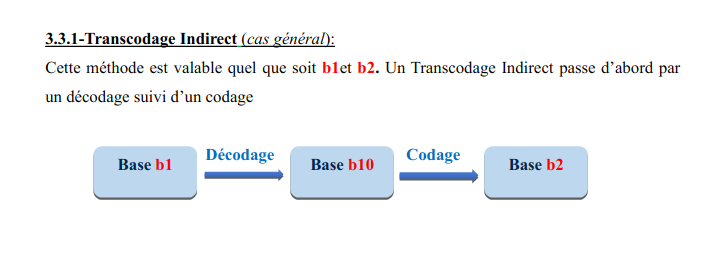 3.3.1-Transcodage Indirect (cas général):
Cette méthode est valable quel que soit b1et b2. Un Transcodage Indirect passe d'abord par
un décodage suivi d'un codage
Décodage Codage
Base b1 Base b10 Base b2